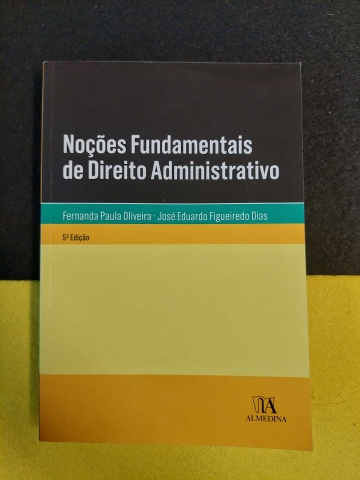 Noções Fundamentais
de Direito Administrativo
Fernanda Paula Oliveira · José Eduardo Figueiredo Dias
5ª Edição
ALMEDINA